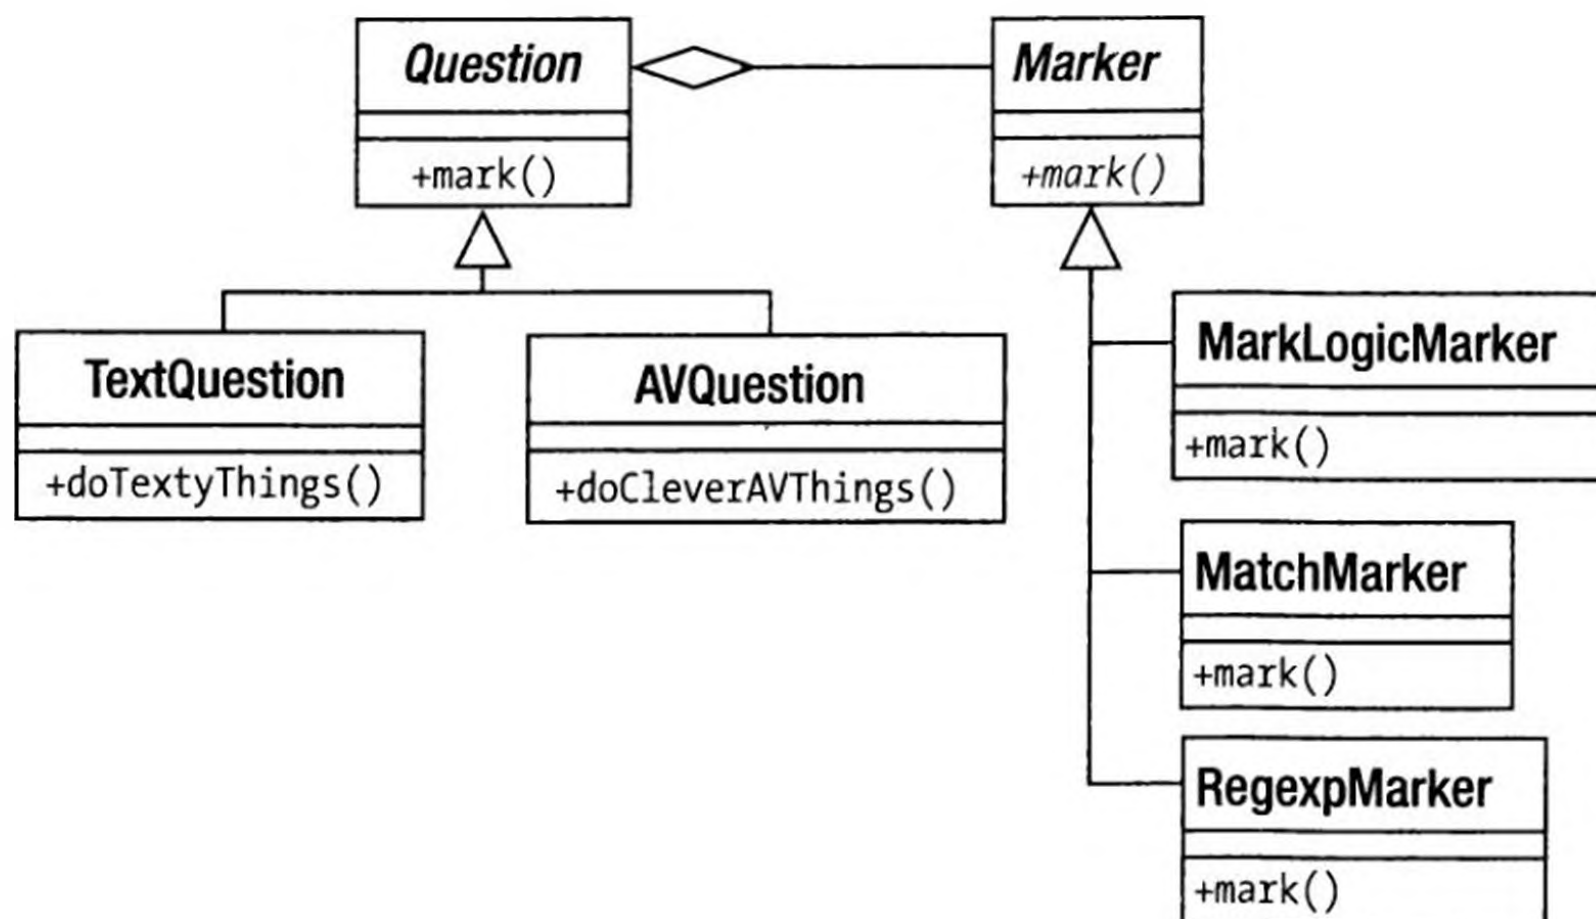 Question
+mark()
Marker
+mark()
TextQuestion
+doTextyThings()
AVQuestion
+doCleverAVThings()
MarkLogicMarker
+mark()
MatchMarker
+mark()
RegexpMarker
+mark()